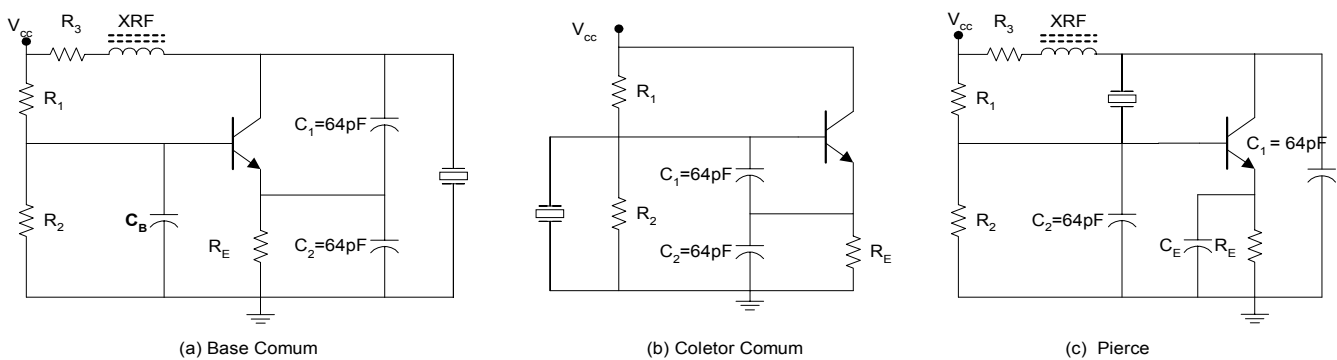 Vcc
R3
XRF
R1
C1=64pF
R2
CB
RE
C2=64pF
(a) Base Comum
Vcc
R1
C1=64pF
R2
C2=64pF
RE
(b) Coletor Comum
Vcc
R3
XRF
R1
C1 = 64pF
R2
C2=64pF
CE
RE
(c) Pierce